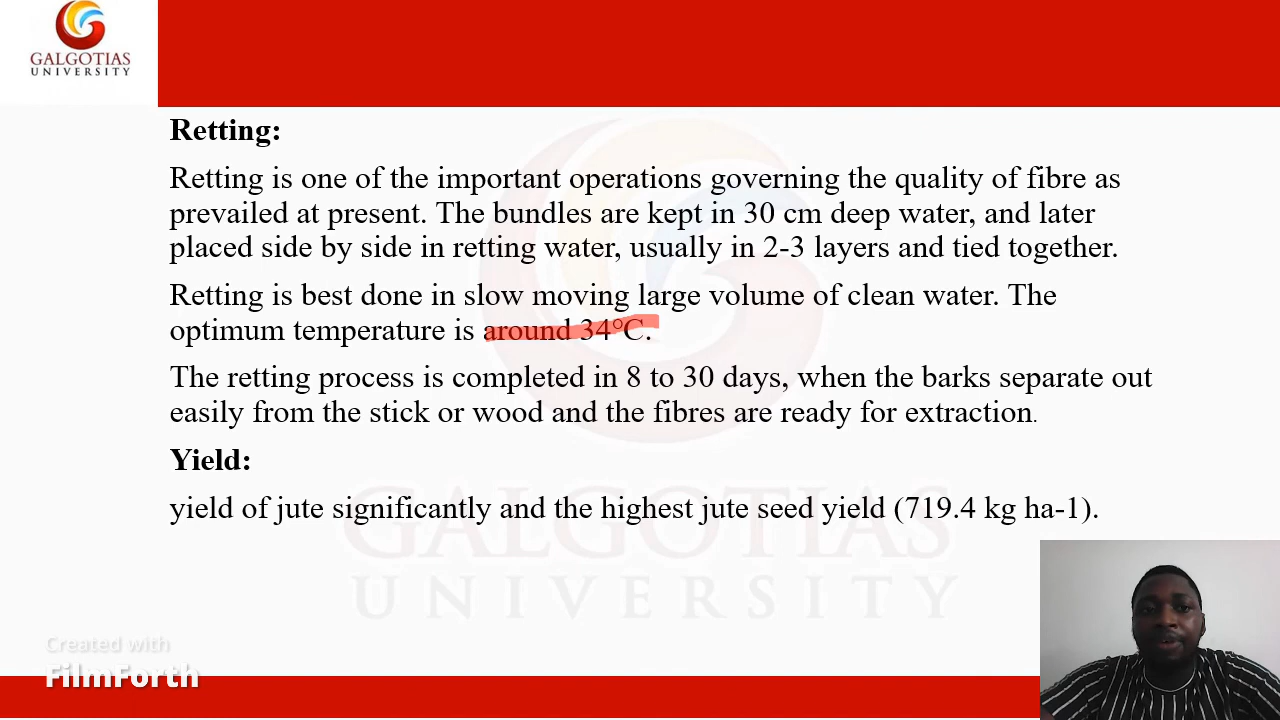 GALGOTIAS
UNIVERSITY
Retting:
Retting is one of the important operations governing the quality of fibre as
prevailed at present. The bundles are kept in 30 cm deep water, and later
placed side by side in retting water, usually in 2-3 layers and tied together.
Retting is best done in slow moving large volume of clean water. The
optimum temperature is around 34°C.
The retting process is completed in 8 to 30 days, when the barks separate out
easily from the stick or wood and the fibres are ready for extraction.
Yield:
yield of jute significantly and the highest jute seed yield (719.4 kg ha-1).
GALGOTIAS
UNIVERSITY
Created with
FilmForth